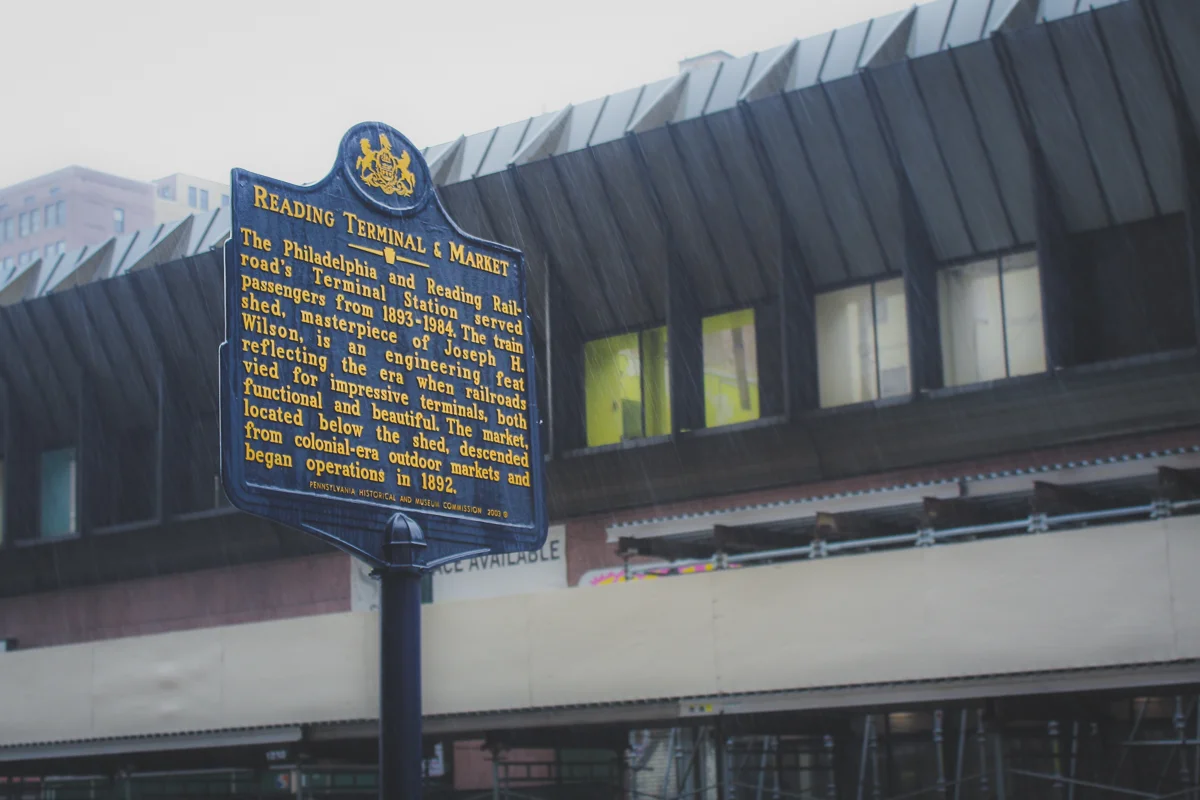 READING TERMINAL & MARKET
The Philadelphia and Reading Rail-
road's Terminal Station served
passengers from 1893-1984. The train
shed, masterpiece of Joseph H.
Wilson, is an engineering feat
reflecting the era when railroads
vied for impressive terminals, both
functional and beautiful. The market,
located below the shed, descended
from colonial-era outdoor markets and
began operations in 1892.
PENNSYLVANIA HISTORICAL AND MUSEUM COMMISSION 2002 ©
AVAILABLE